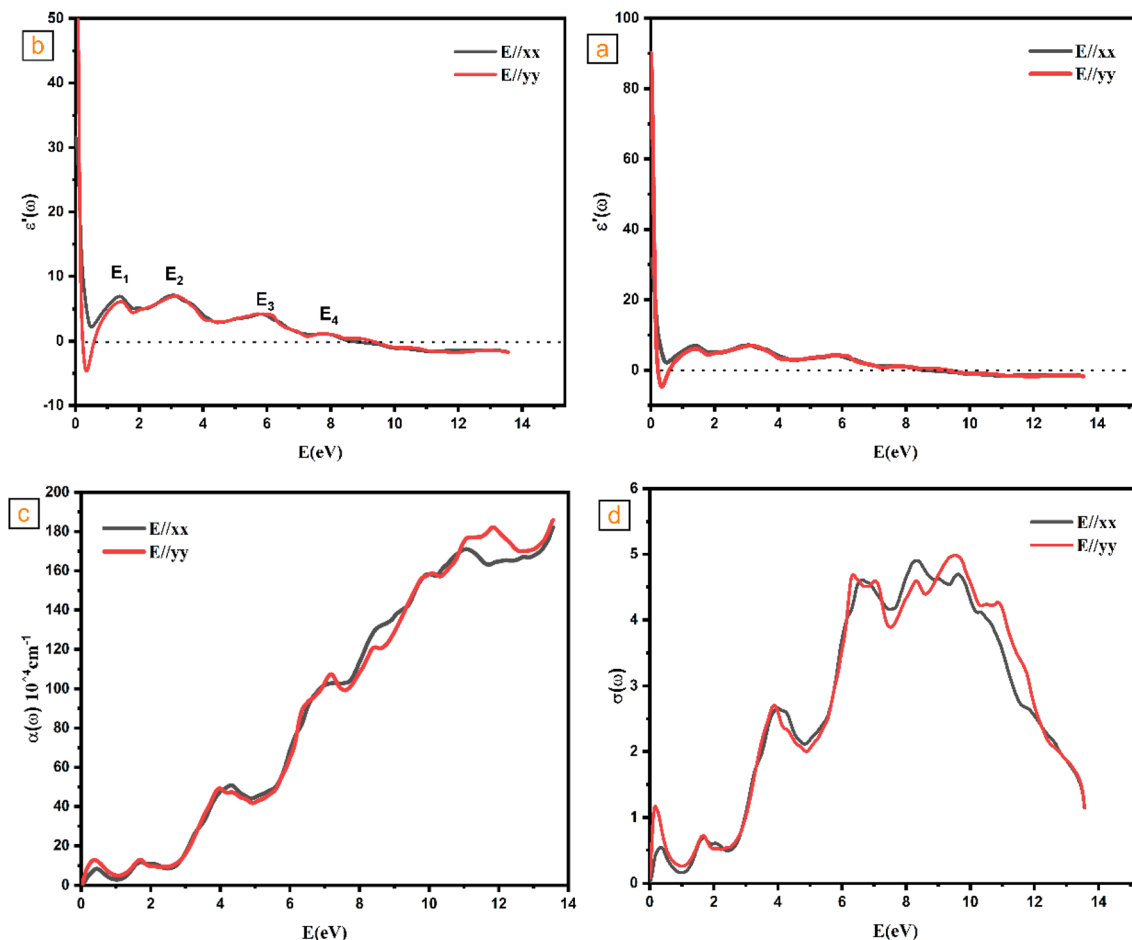 b
E//xx
E//yy
50
40
30
20
10
0
-10
ε'(ω)
E₁
E₂
E₃
E₄
0 2 4 6 8 10 12 14
E(eV)
a
E//xx
E//yy
100
80
60
40
20
0
ε'(ω)
0 2 4 6 8 10 12 14
E(eV)
c
E//xx
E//yy
200
180
160
140
120
100
80
60
40
20
0
α(ω) 10^4cm⁻¹
0 2 4 6 8 10 12 14
E(eV)
d
E//xx
E//yy
6
5
4
3
2
1
0
σ(ω)
0 2 4 6 8 10 12 14
E(eV)